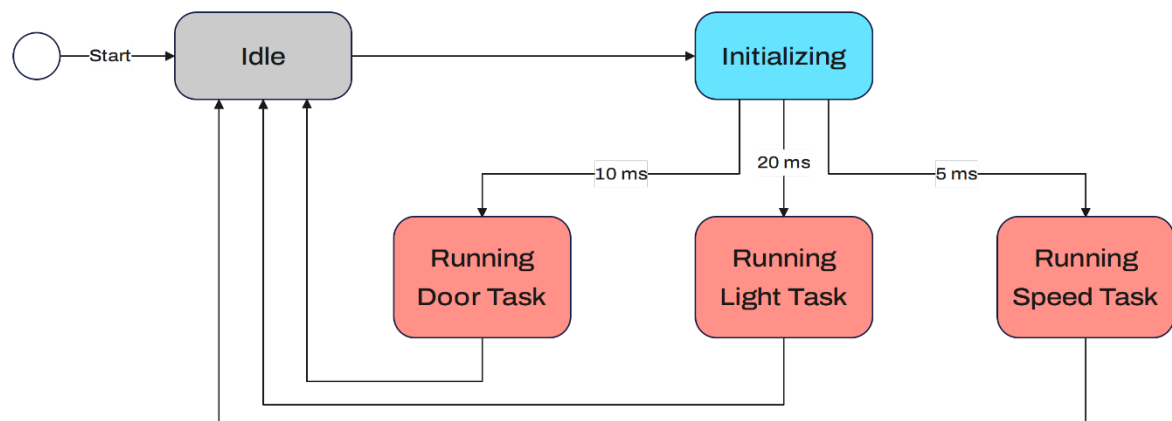 Start
Idle
Initializing
10 ms
20 ms
5 ms
Running
Door Task
Running
Light Task
Running
Speed Task